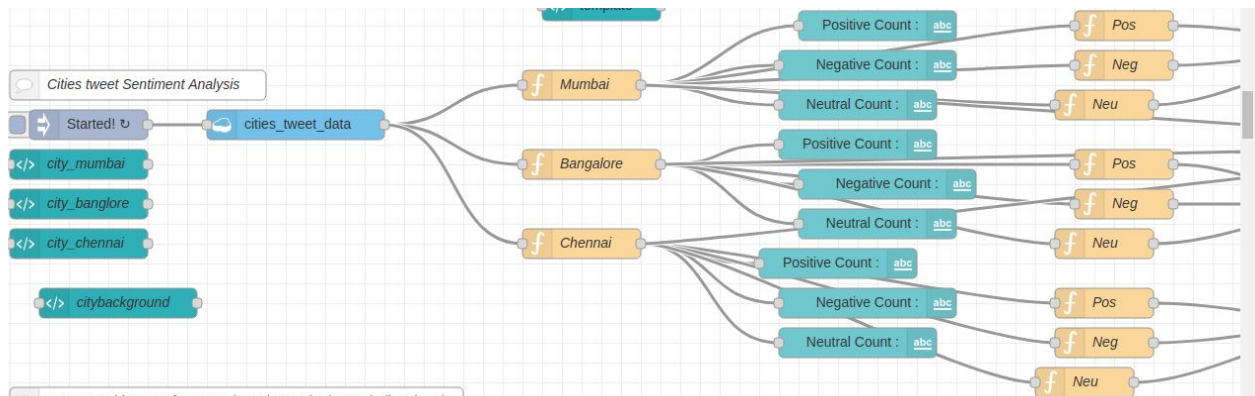 template
Positive Count : abc
Pos
Negative Count : abc
Neg
Cities tweet Sentiment Analysis
Mumbai
Neutral Count : abc
Neu
Started! ↻
cities_tweet_data
Positive Count : abc
city_mumbai
Bangalore
Pos
Negative Count : abc
city_banglore
Neg
Neutral Count : abc
city_chennai
Chennai
Neu
Positive Count : abc
citybackground
Negative Count : abc
Pos
Neutral Count : abc
Neg
Neu